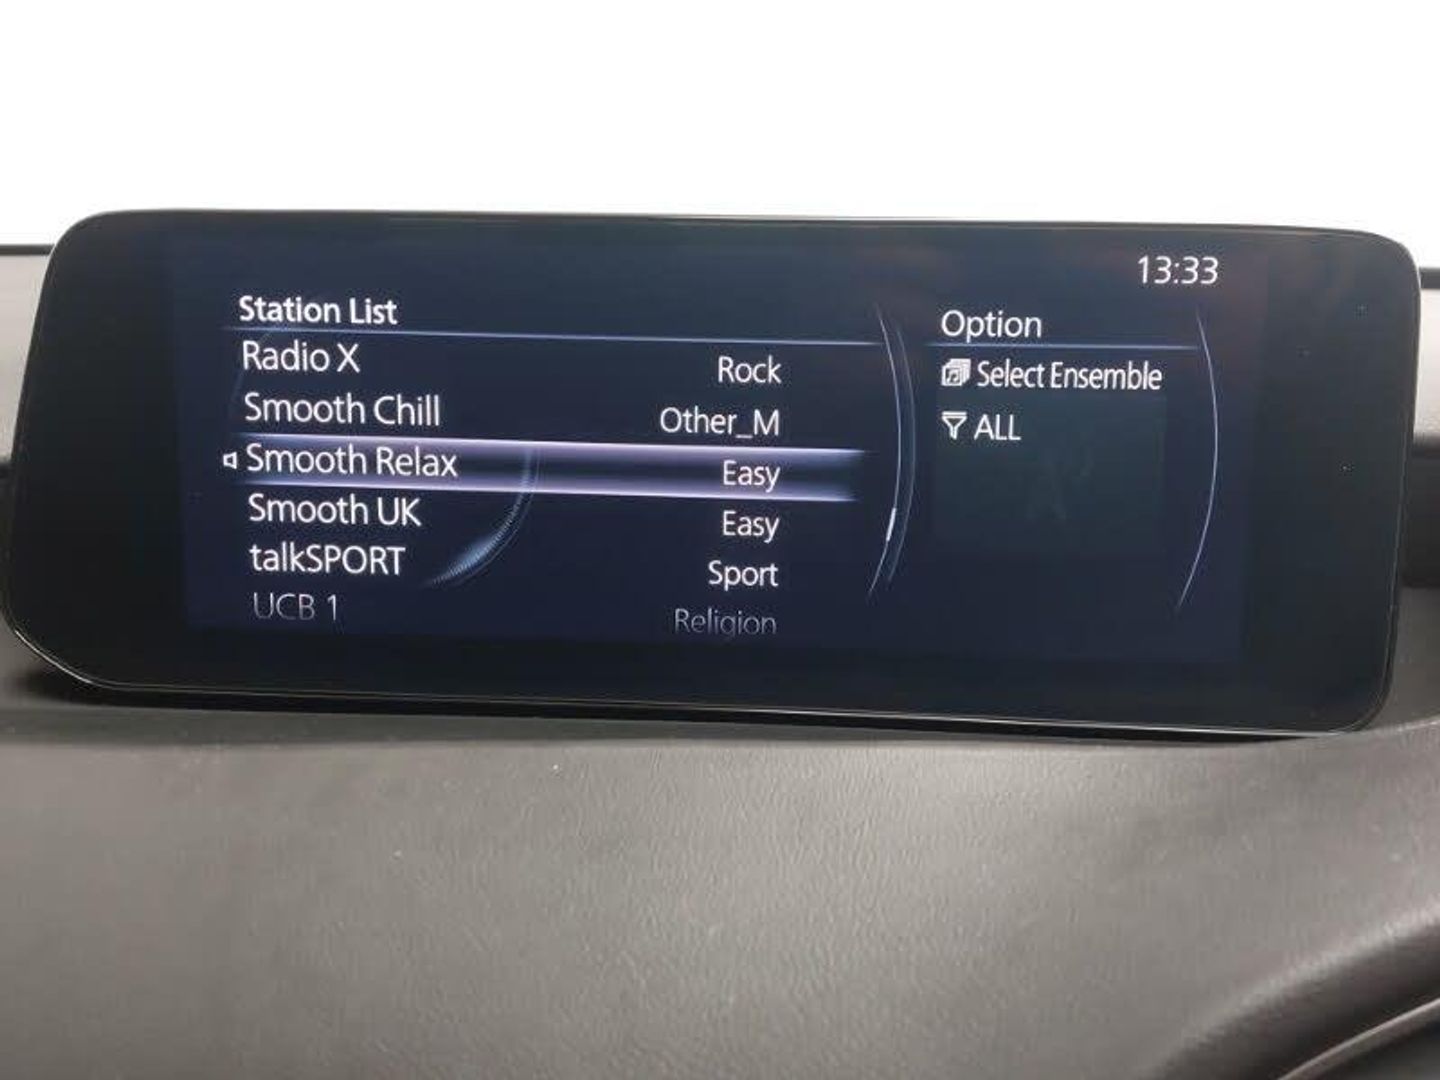 13:33
Station List
Radio X Rock
Smooth Chill Other_M
Smooth Relax Easy
Smooth UK Easy
talkSPORT Sport
UCB 1 Religion
Option
Select Ensemble
ALL